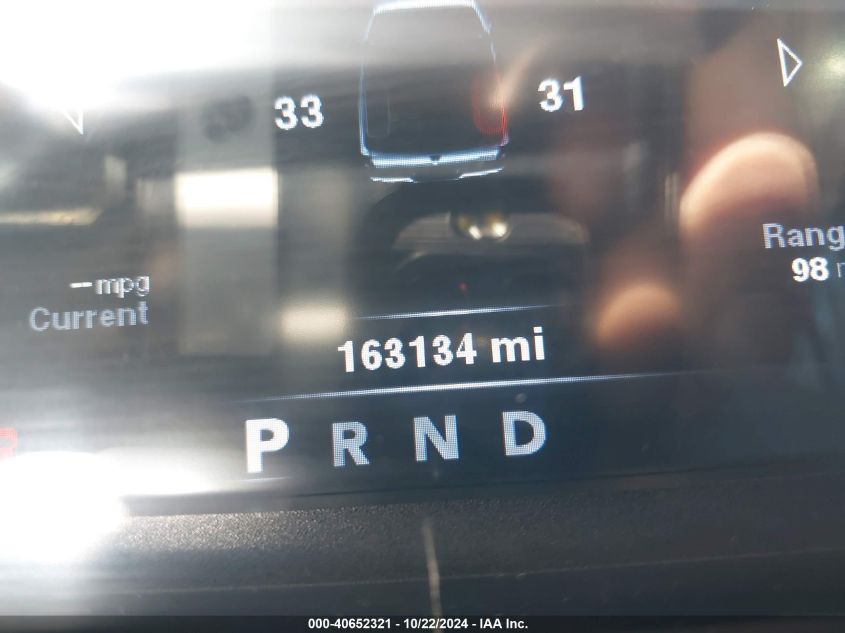 33 31
--mpg
Current
Rang
98
163134 mi
P R N D
000-40652321 - 10/22/2024 - IAA Inc.